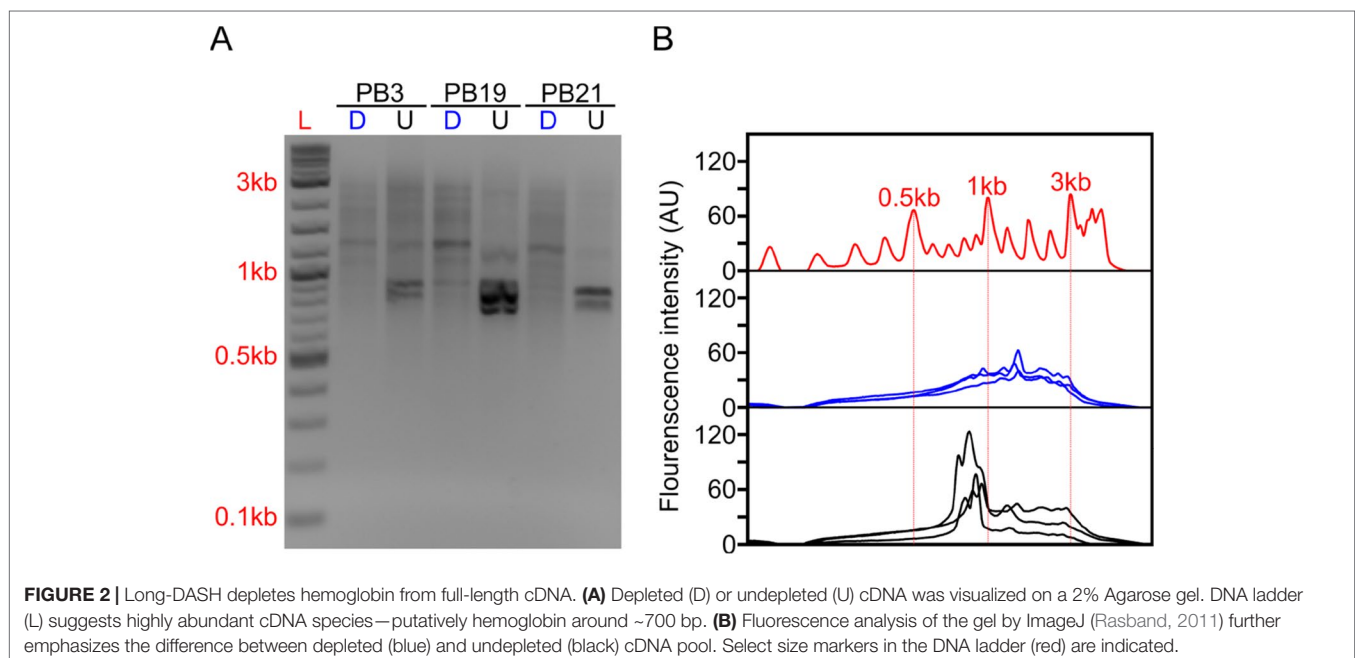 A
PB3 PB19 PB21
L D U D U D U
3kb
1kb
0.5kb
0.1kb
B
Flourescence intensity (AU)
120
60
0
0.5kb 1kb 3kb
120
60
0
120
60
0
FIGURE 2 | Long-DASH depletes hemoglobin from full-length cDNA. (A) Depleted (D) or undepleted (U) cDNA was visualized on a 2% Agarose gel. DNA ladder
(L) suggests highly abundant cDNA species—putatively hemoglobin around ~700 bp. (B) Fluorescence analysis of the gel by ImageJ (Rasband, 2011) further
emphasizes the difference between depleted (blue) and undepleted (black) cDNA pool. Select size markers in the DNA ladder (red) are indicated.